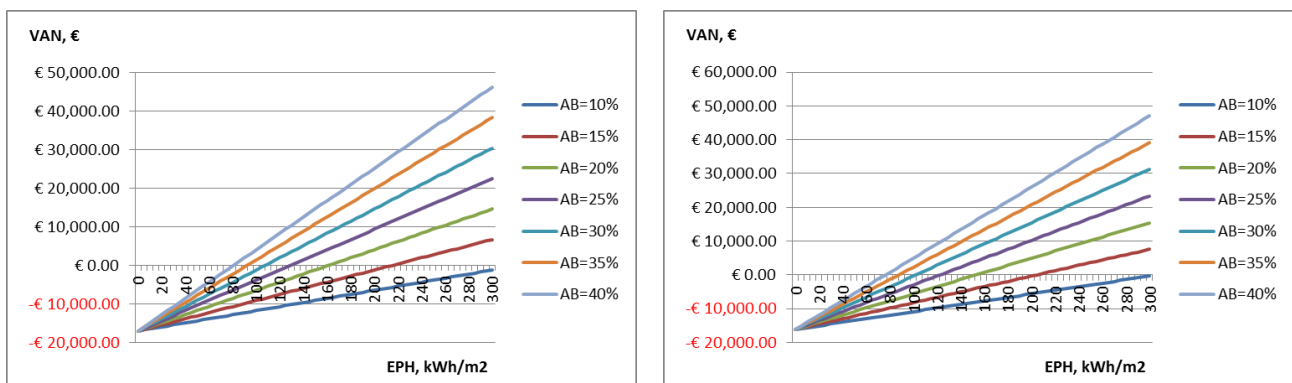 VAN, €
€ 50,000.00
€ 40,000.00
€ 30,000.00
€ 20,000.00
€ 10,000.00
€ 0.00
-€ 10,000.00
-€ 20,000.00
0 20 40 60 80 100 120 140 160 180 200 220 240 260 280 300
EPH, kWh/m2
AB=10%
AB=15%
AB=20%
AB=25%
AB=30%
AB=35%
AB=40%
VAN, €
€ 60,000.00
€ 50,000.00
€ 40,000.00
€ 30,000.00
€ 20,000.00
€ 10,000.00
€ 0.00
-€ 10,000.00
-€ 20,000.00
0 20 40 60 80 100 120 140 160 180 200 220 240 260 280 300
EPH, kWh/m2
AB=10%
AB=15%
AB=20%
AB=25%
AB=30%
AB=35%
AB=40%